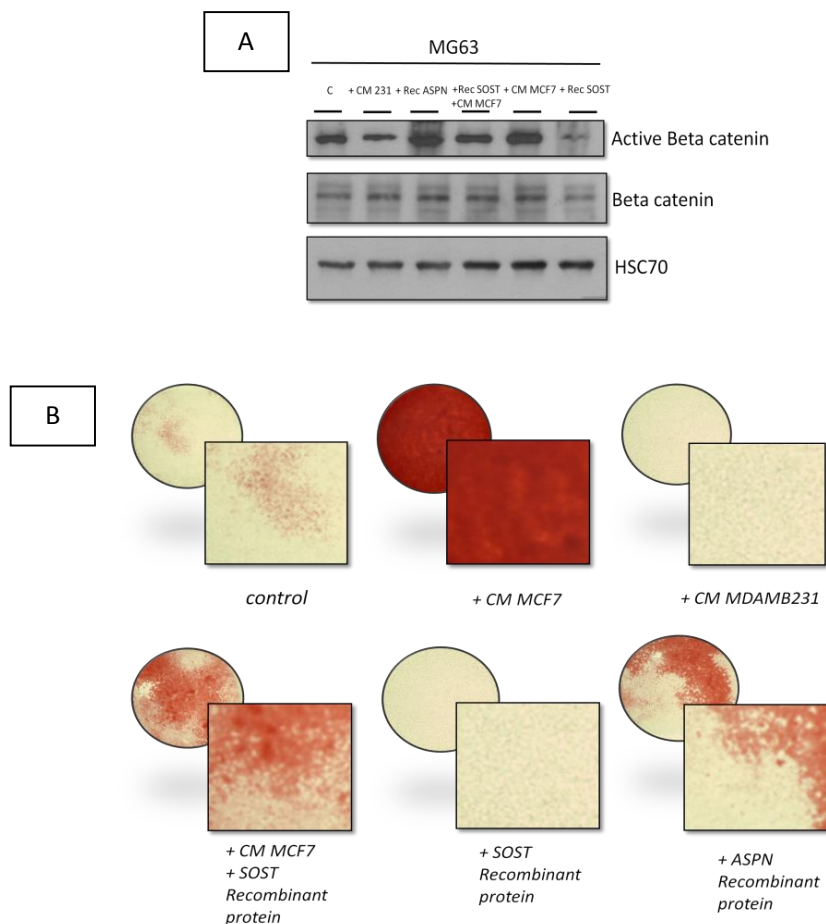 A
MG63
C + CM 231 + Rec ASPN +Rec SOST + CM MCF7 + Rec SOST
+CM MCF7
Active Beta catenin
Beta catenin
HSC70
B
control
+ CM MCF7
+ CM MDAMB231
+ CM MCF7
+ SOST
Recombinant
protein
+ SOST
Recombinant
protein
+ ASPN
Recombinant
protein